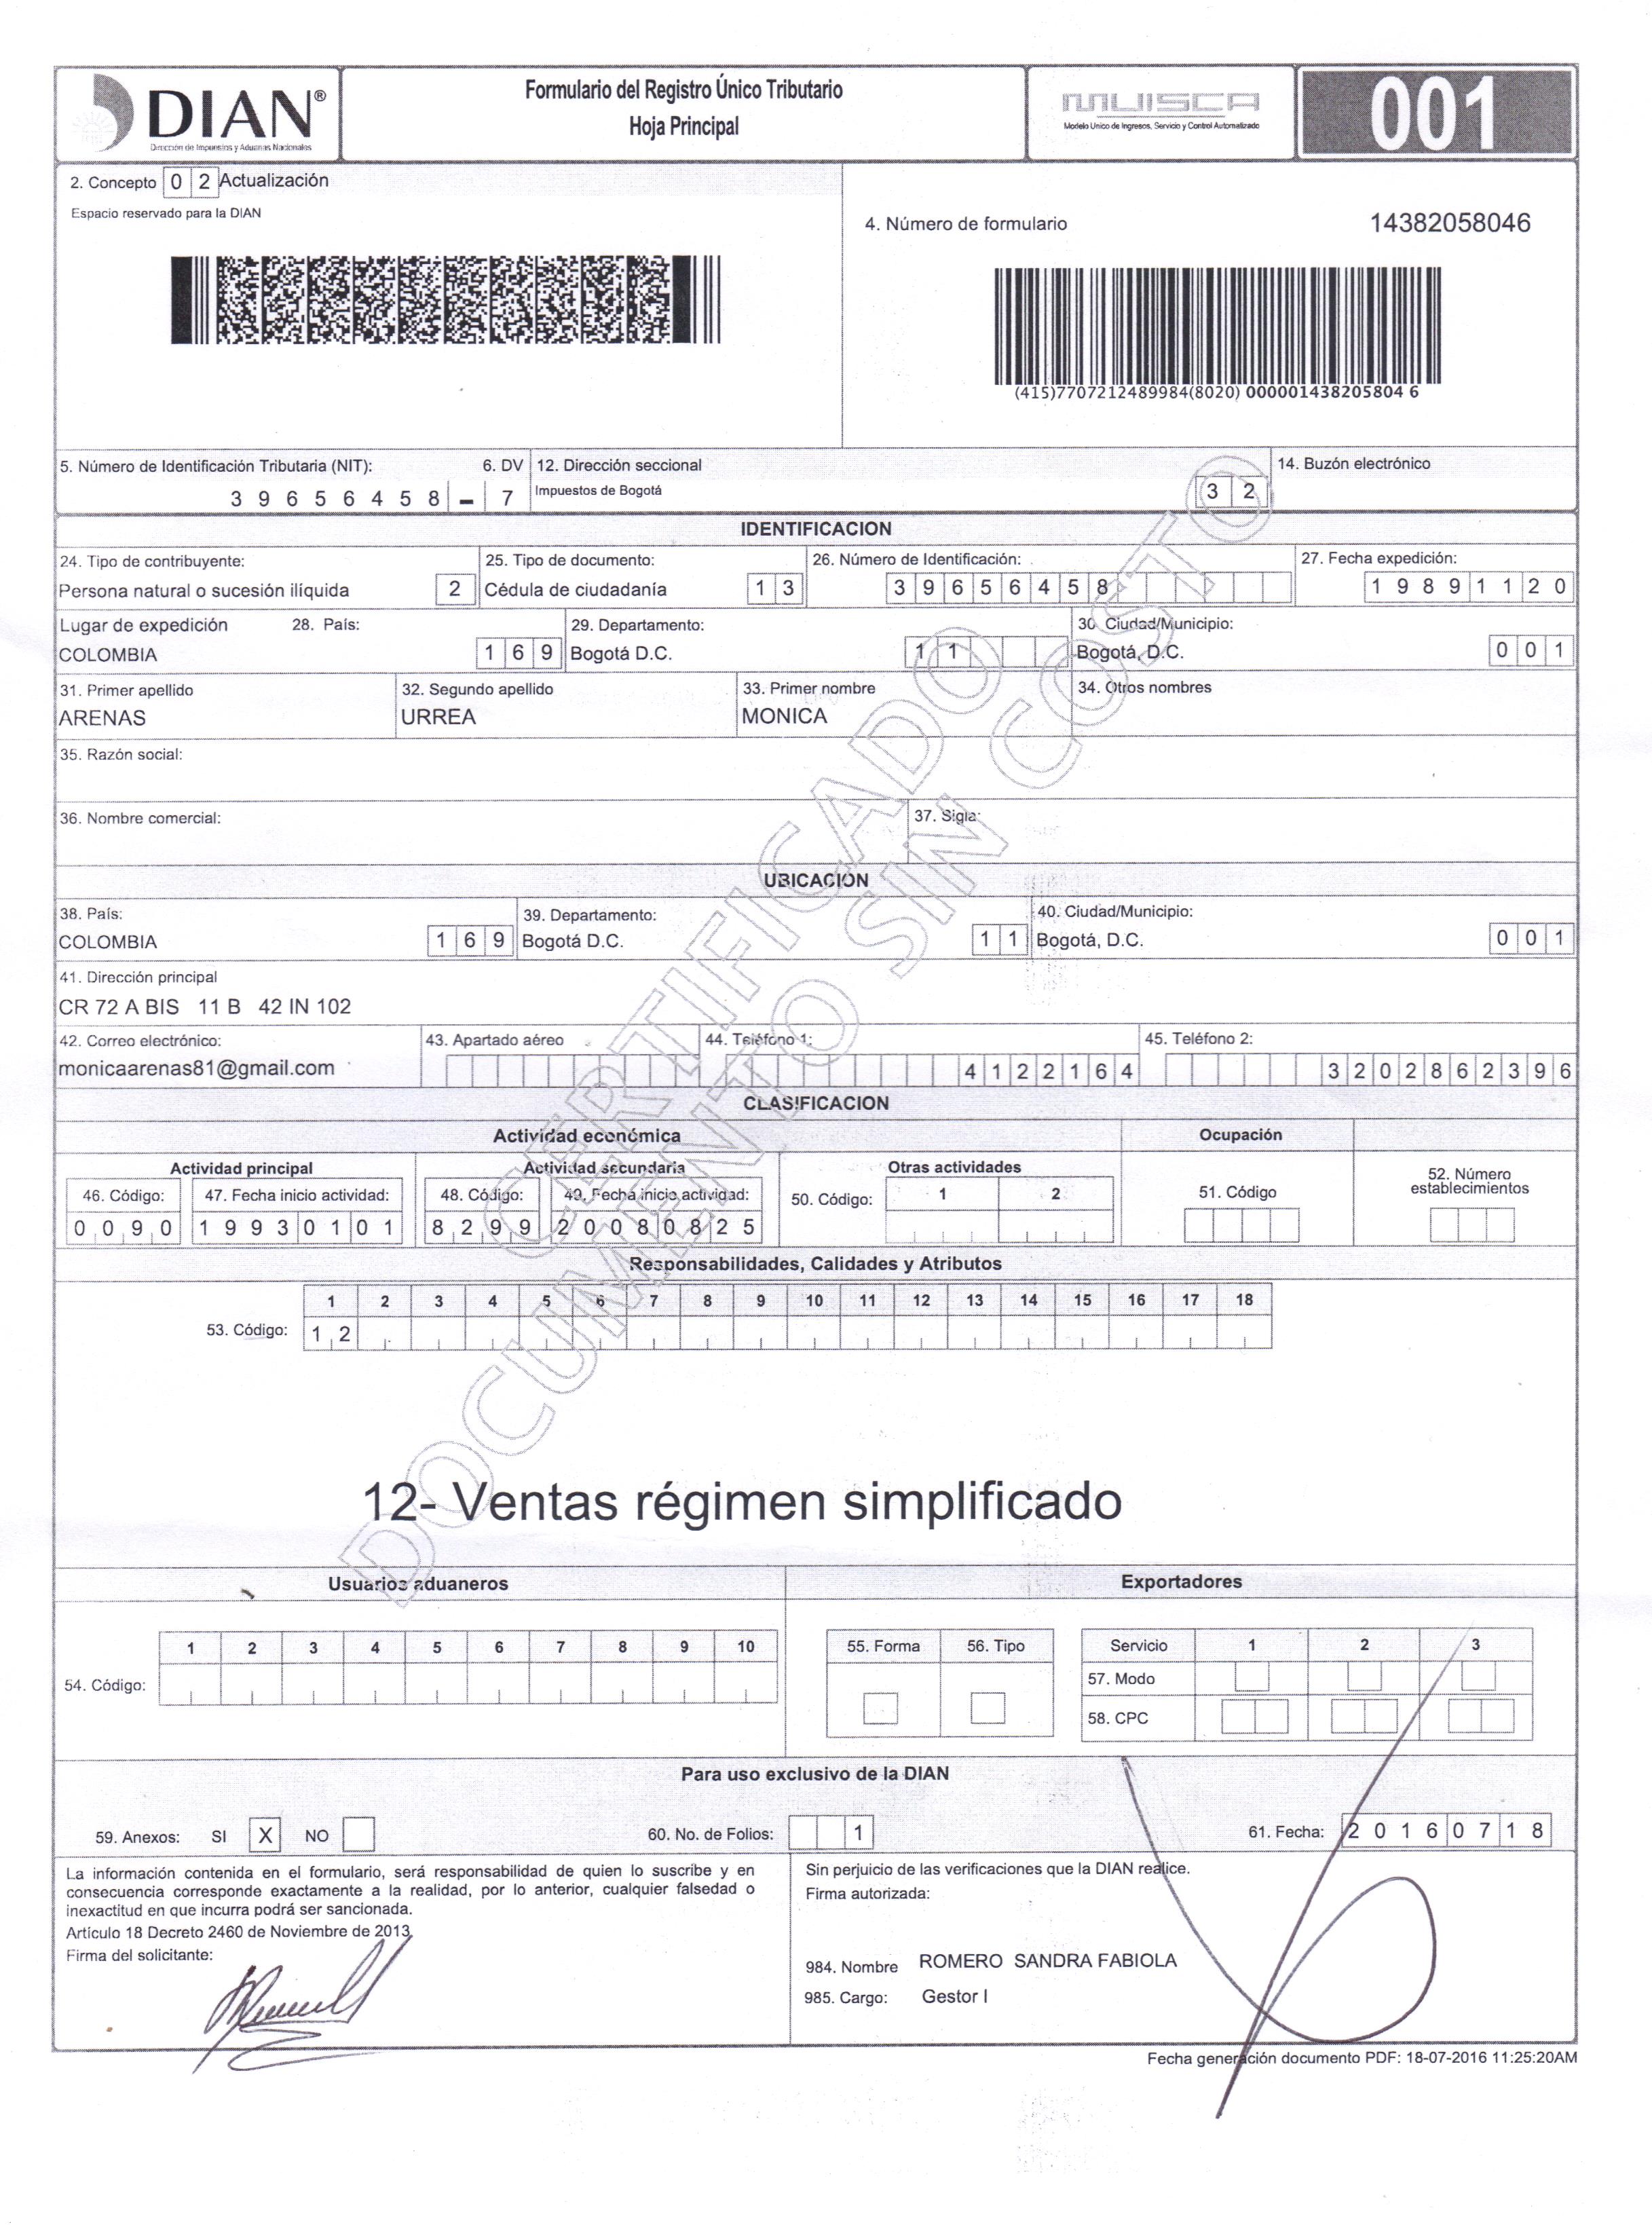 DIAN®
Dirección de Impuestos y Aduanas Nacionales
Formulario del Registro Único Tributario
Hoja Principal
MUISCA
Modelo Unico de Ingresos, Servicio y Control Automatizado
001
2. Concepto 0 2 Actualización
Espacio reservado para la DIAN
4. Número de formulario 14382058046
(415)7707212489984(8020) 000001438205804 6
5. Número de Identificación Tributaria (NIT): 6. DV 12. Dirección seccional 14. Buzón electrónico
3 9 6 5 6 4 5 8 - 7 Impuestos de Bogotá 3 2
IDENTIFICACION
24. Tipo de contribuyente: 25. Tipo de documento: 26. Número de Identificación: 27. Fecha expedición:
Persona natural o sucesión ilíquida 2 Cédula de ciudadanía 1 3 3 9 6 5 6 4 5 8 1 9 8 9 1 1 2 0
Lugar de expedición 28. País: 29. Departamento: 30. Ciudad/Municipio:
COLOMBIA 1 6 9 Bogotá D.C. 1 1 Bogotá, D.C. 0 0 1
31. Primer apellido 32. Segundo apellido 33. Primer nombre 34. Otros nombres
ARENAS URREA MONICA
35. Razón social:
36. Nombre comercial: 37. Sigla:
UBICACION
38. País: 39. Departamento: 40. Ciudad/Municipio:
COLOMBIA 1 6 9 Bogotá D.C. 1 1 Bogotá, D.C. 0 0 1
41. Dirección principal
CR 72 A BIS 11 B 42 IN 102
42. Correo electrónico: 43. Apartado aéreo 44. Teléfono 1: 45. Teléfono 2:
monicaarenas81@gmail.com 4 1 2 2 1 6 4 3 2 0 2 8 6 2 3 9 6
CLASIFICACION
Actividad económica Ocupación
Actividad principal Actividad secundaria Otras actividades 52. Número establecimientos
46. Código: 47. Fecha inicio actividad: 48. Código: 49. Fecha inicio actividad: 50. Código: 1 2 51. Código
0 0 9 0 1 9 9 3 0 1 0 1 8 2 9 9 2 0 0 8 0 8 2 5
Responsabilidades, Calidades y Atributos
1 2 3 4 5 6 7 8 9 10 11 12 13 14 15 16 17 18
53. Código: 1 2
12- Ventas régimen simplificado
CERTIFICADO
DOCUMENTO SIN COSTO
Usuarios aduaneros Exportadores
1 2 3 4 5 6 7 8 9 10 55. Forma 56. Tipo Servicio 1 2 3
54. Código: 57. Modo
58. CPC
Para uso exclusivo de la DIAN
59. Anexos: SI X NO 60. No. de Folios: 1 61. Fecha: 2 0 1 6 0 7 1 8
La información contenida en el formulario, será responsabilidad de quien lo suscribe y en
consecuencia corresponde exactamente a la realidad, por lo anterior, cualquier falsedad o
inexactitud en que incurra podrá ser sancionada.
Artículo 18 Decreto 2460 de Noviembre de 2013
Firma del solicitante:
Sin perjuicio de las verificaciones que la DIAN realice.
Firma autorizada:
984. Nombre ROMERO SANDRA FABIOLA
985. Cargo: Gestor I
Fecha generación documento PDF: 18-07-2016 11:25:20AM